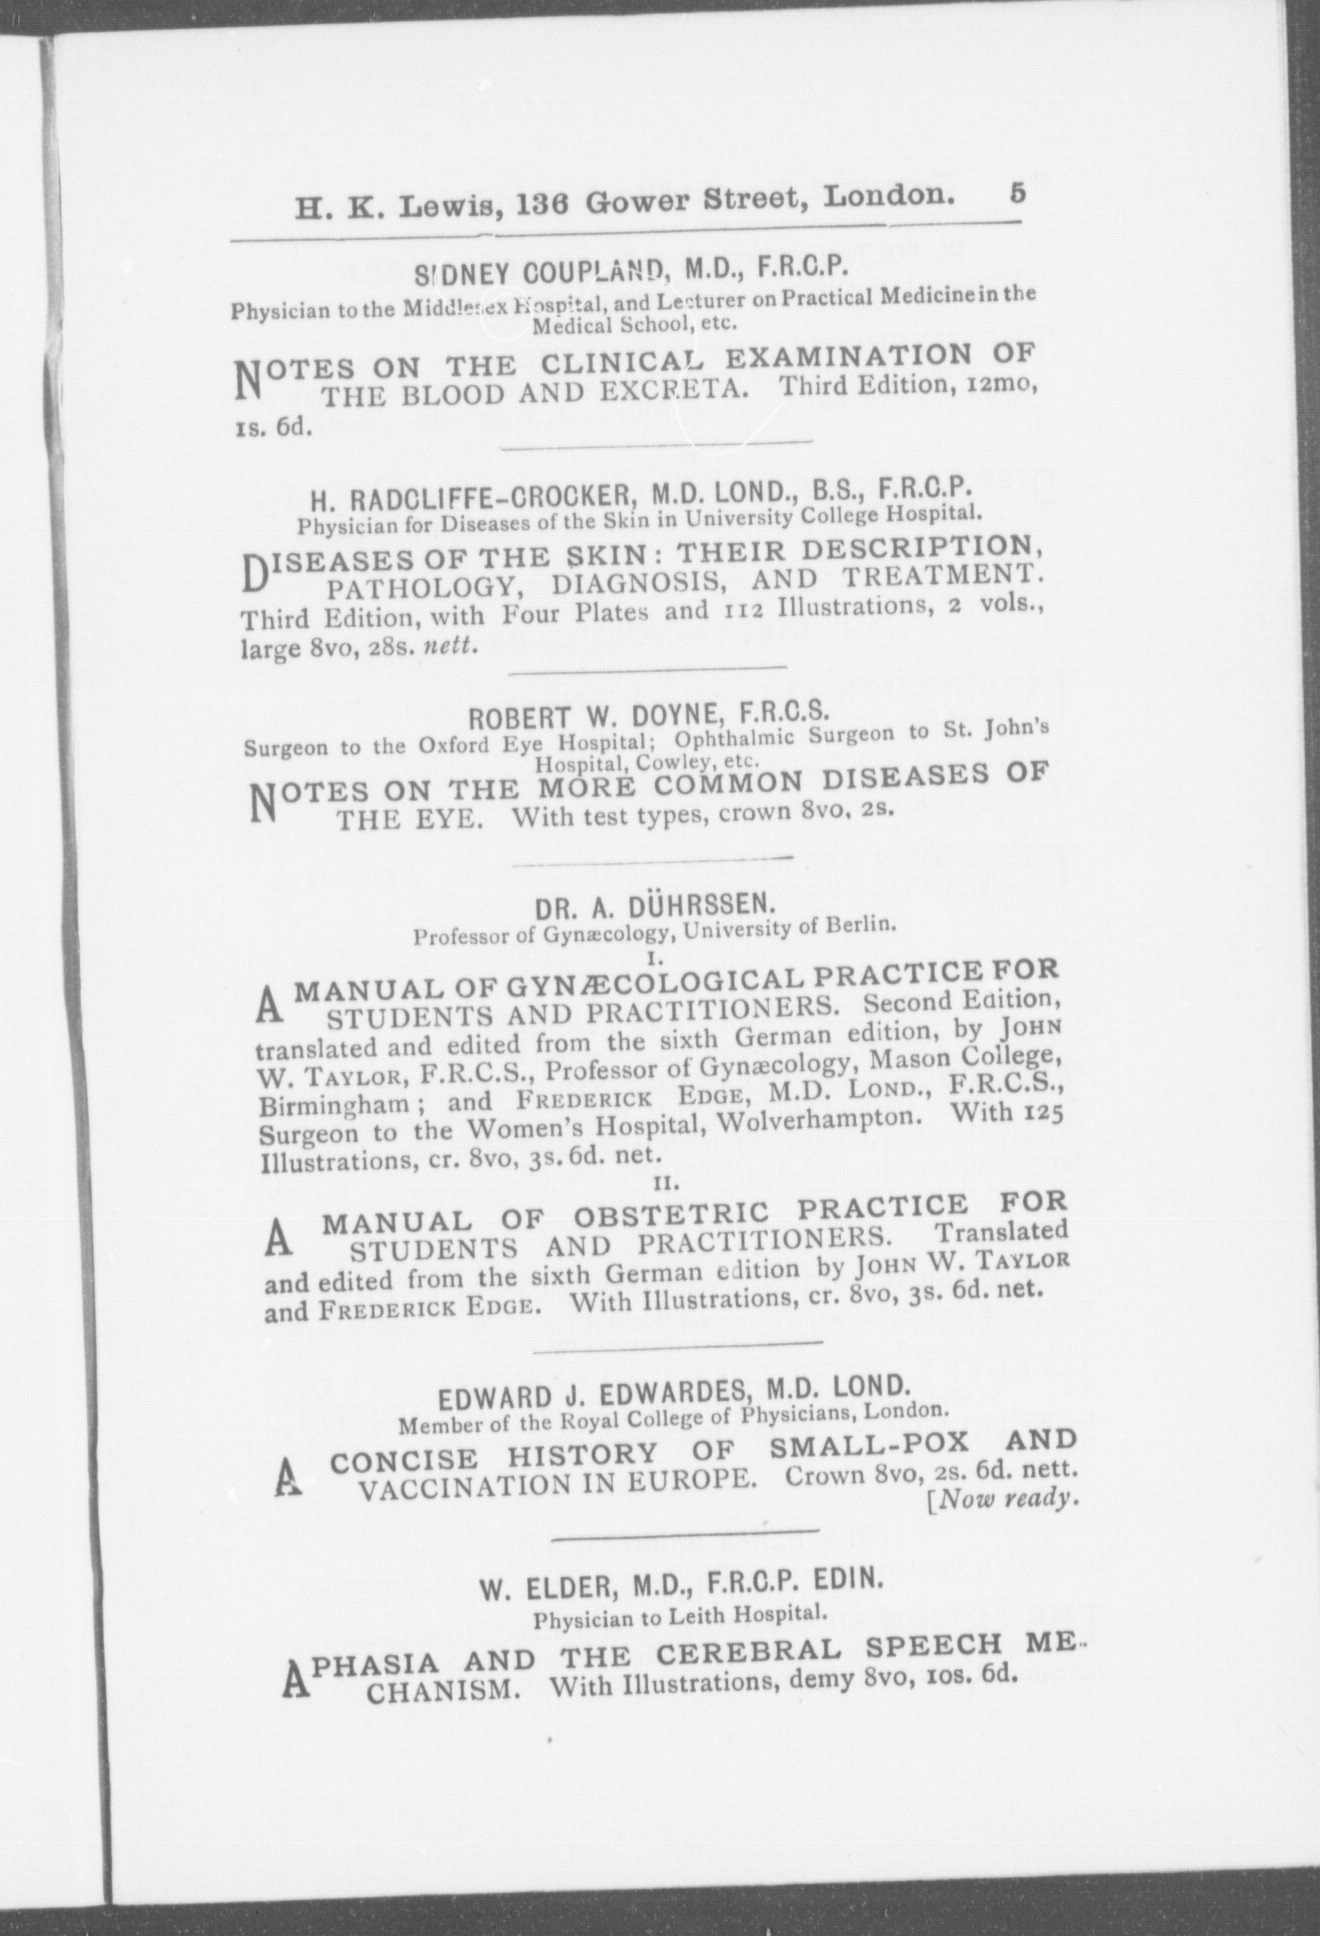 H. K. Lewis, 136 Gower Street, London. 5
SIDNEY COUPLAND, M.D., F.R.C.P.
Physician to the Middlesex Hospital, and Lecturer on Practical Medicine in the
Medical School, etc.
NOTES ON THE CLINICAL EXAMINATION OF
THE BLOOD AND EXCRETA. Third Edition, 12mo,
1s. 6d.
H. RADCLIFFE-CROCKER, M.D. LOND., B.S., F.R.C.P.
Physician for Diseases of the Skin in University College Hospital.
DISEASES OF THE SKIN: THEIR DESCRIPTION,
PATHOLOGY, DIAGNOSIS, AND TREATMENT.
Third Edition, with Four Plates and 112 Illustrations, 2 vols.,
large 8vo, 28s. nett.
ROBERT W. DOYNE, F.R.C.S.
Surgeon to the Oxford Eye Hospital; Ophthalmic Surgeon to St. John's
Hospital, Cowley, etc.
NOTES ON THE MORE COMMON DISEASES OF
THE EYE. With test types, crown 8vo, 2s.
DR. A. DÜHRSSEN.
Professor of Gynæcology, University of Berlin.
I.
A MANUAL OF GYNÆCOLOGICAL PRACTICE FOR
STUDENTS AND PRACTITIONERS. Second Edition,
translated and edited from the sixth German edition, by JOHN
W. TAYLOR, F.R.C.S., Professor of Gynæcology, Mason College,
Birmingham; and FREDERICK EDGE, M.D. LOND., F.R.C.S.,
Surgeon to the Women's Hospital, Wolverhampton. With 125
Illustrations, cr. 8vo, 3s. 6d. net.
II.
A MANUAL OF OBSTETRIC PRACTICE FOR
STUDENTS AND PRACTITIONERS. Translated
and edited from the sixth German edition by JOHN W. TAYLOR
and FREDERICK EDGE. With Illustrations, cr. 8vo, 3s. 6d. net.
EDWARD J. EDWARDES, M.D. LOND.
Member of the Royal College of Physicians, London.
A CONCISE HISTORY OF SMALL-POX AND
VACCINATION IN EUROPE. Crown 8vo, 2s. 6d. nett.
[Now ready.
W. ELDER, M.D., F.R.C.P. EDIN.
Physician to Leith Hospital.
APHASIA AND THE CEREBRAL SPEECH ME-
CHANISM. With Illustrations, demy 8vo, 10s. 6d.